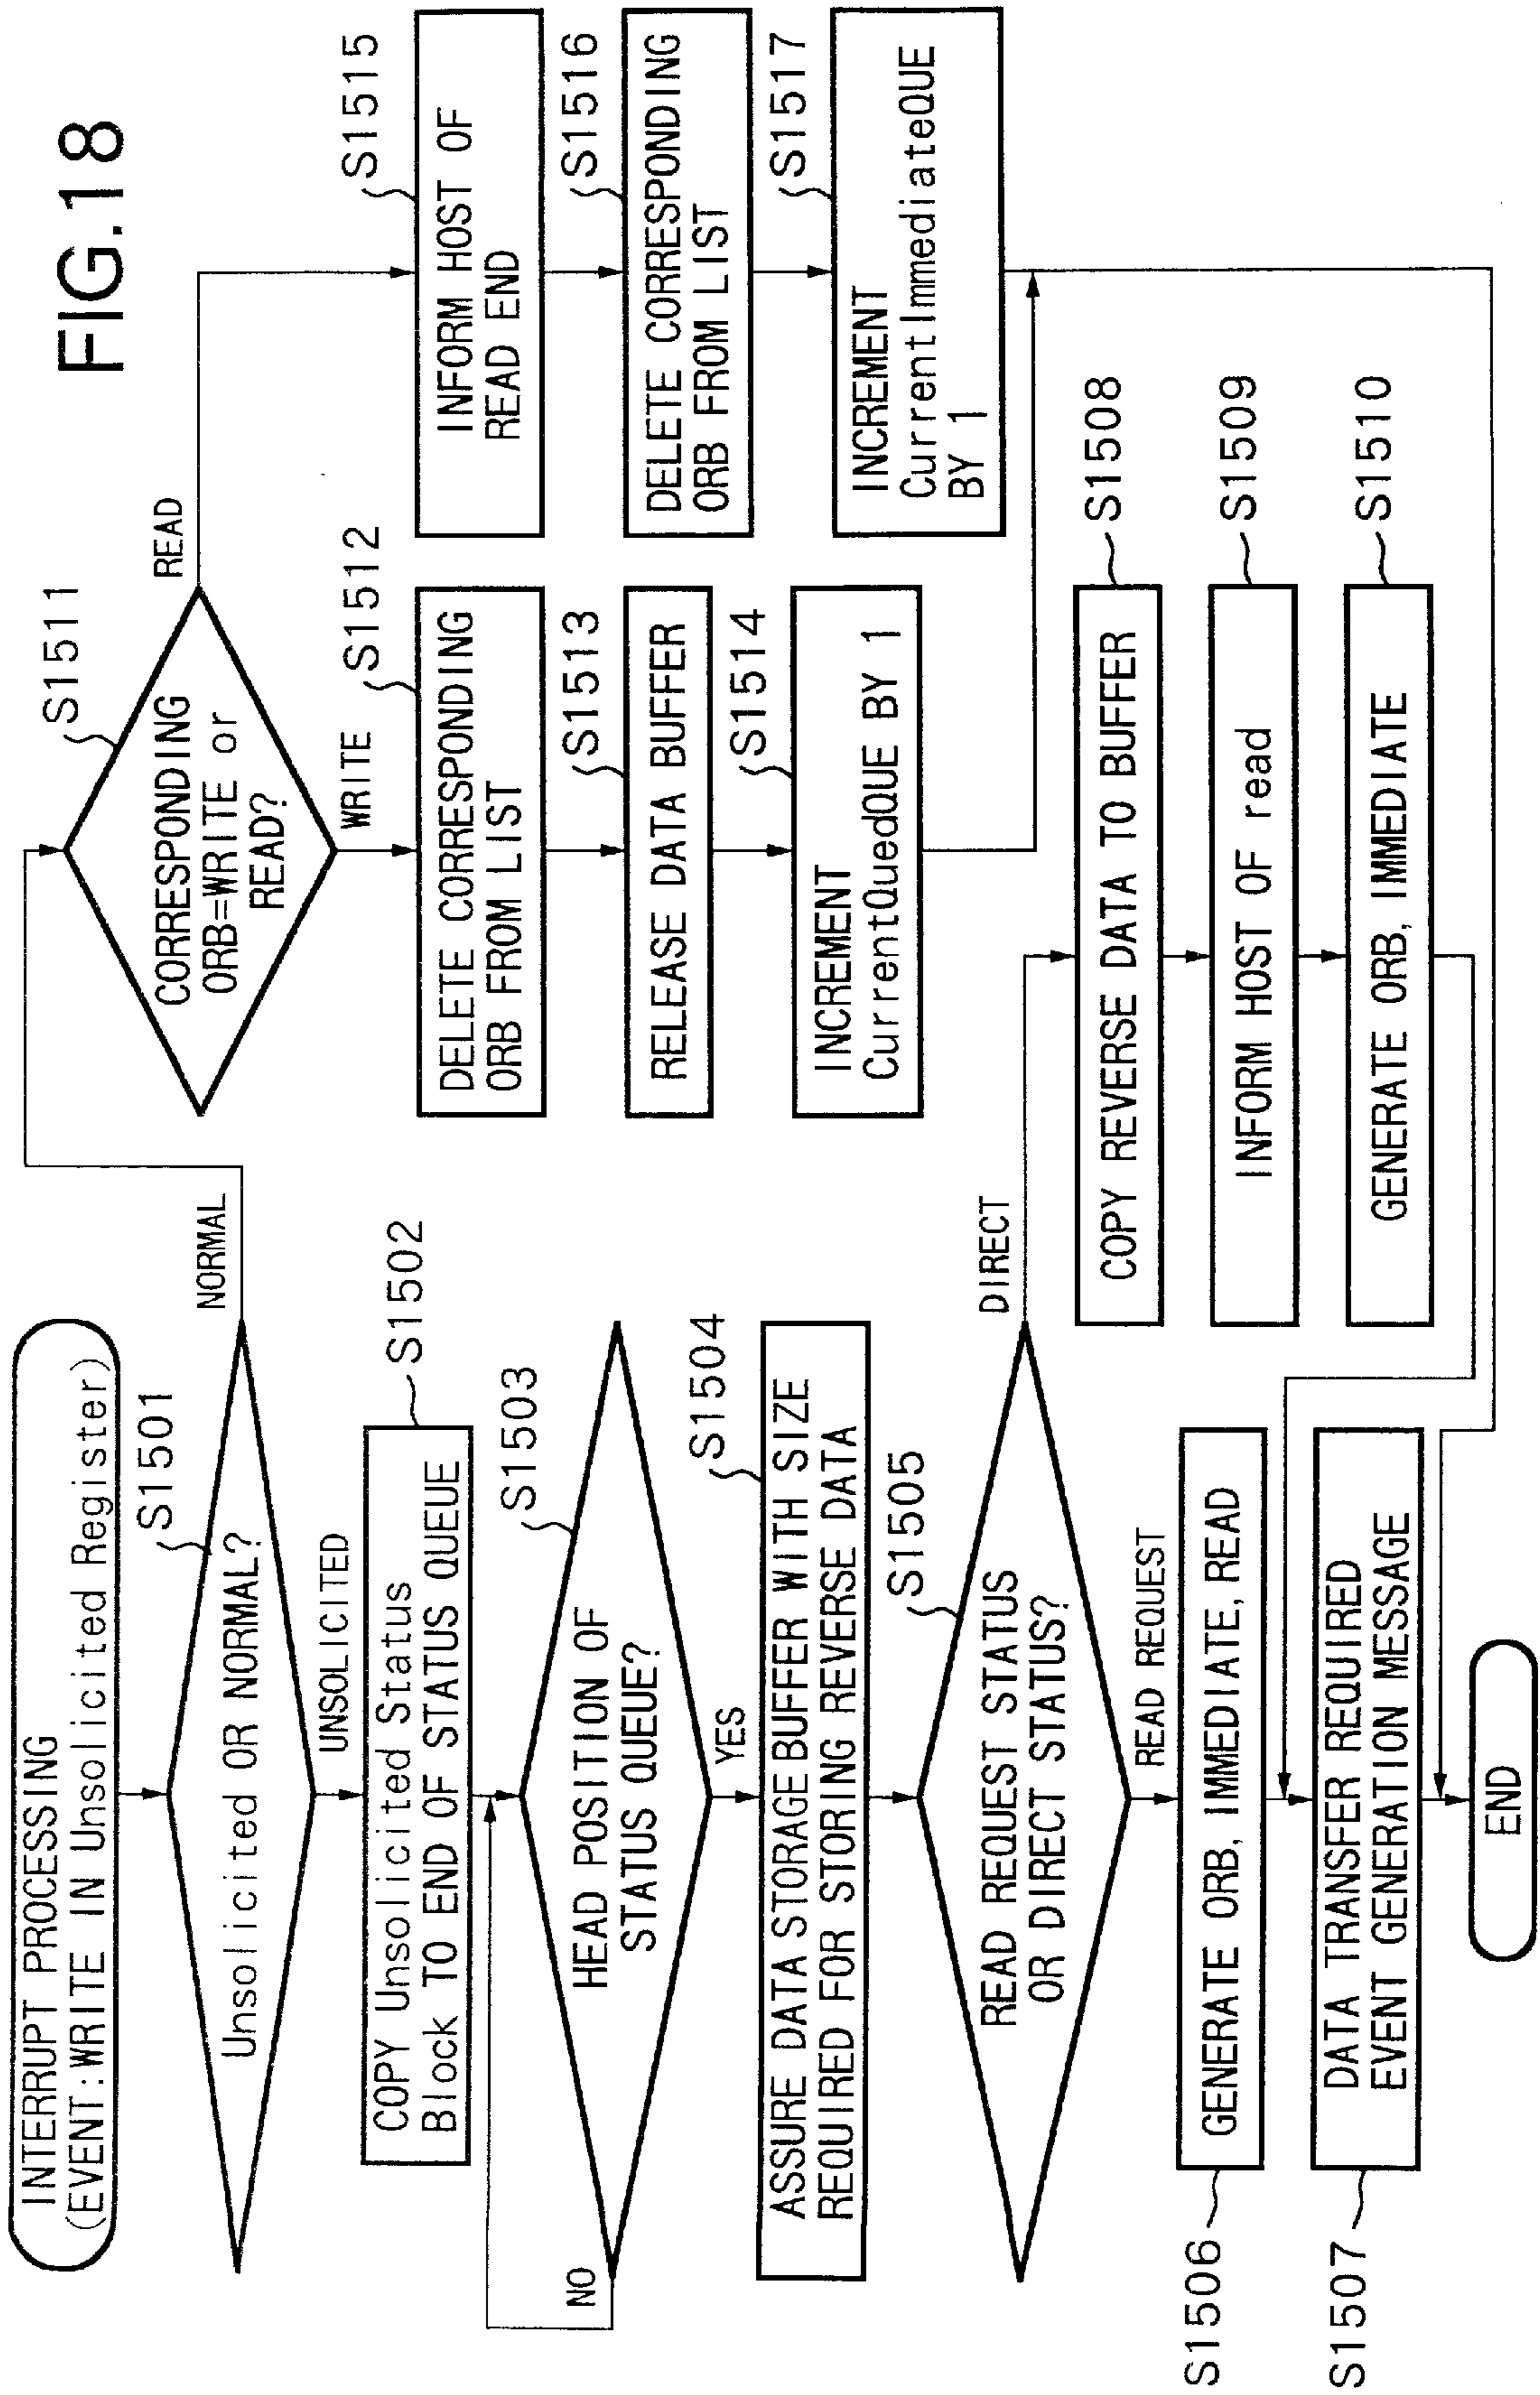 FIG.18
INTERRUPT PROCESSING
(EVENT:WRITE IN Unsolicited Register)
S1501
Unsolicited OR NORMAL?
NORMAL
UNSOLICITED
S1502
COPY Unsolicited Status
Block TO END OF STATUS QUEUE
S1503
HEAD POSITION OF
STATUS QUEUE?
NO
YES
S1504
ASSURE DATA STORAGE BUFFER WITH SIZE
REQUIRED FOR STORING REVERSE DATA
S1505
READ REQUEST STATUS
OR DIRECT STATUS?
DIRECT
READ REQUEST
S1506
GENERATE ORB, IMMEDIATE, READ
S1507
DATA TRANSFER REQUIRED
EVENT GENERATION MESSAGE
END
COPY REVERSE DATA TO BUFFER
S1508
INFORM HOST OF read
S1509
GENERATE ORB, IMMEDIATE
S1510
S1511
CORRESPONDING
ORB=WRITE or
READ?
READ
WRITE
S1512
DELETE CORRESPONDING
ORB FROM LIST
S1513
RELEASE DATA BUFFER
S1514
INCREMENT
CurrentQuedQUE BY 1
S1515
INFORM HOST OF
READ END
S1516
DELETE CORRESPONDING
ORB FROM LIST
S1517
INCREMENT
CurrentImmediateQUE
BY 1